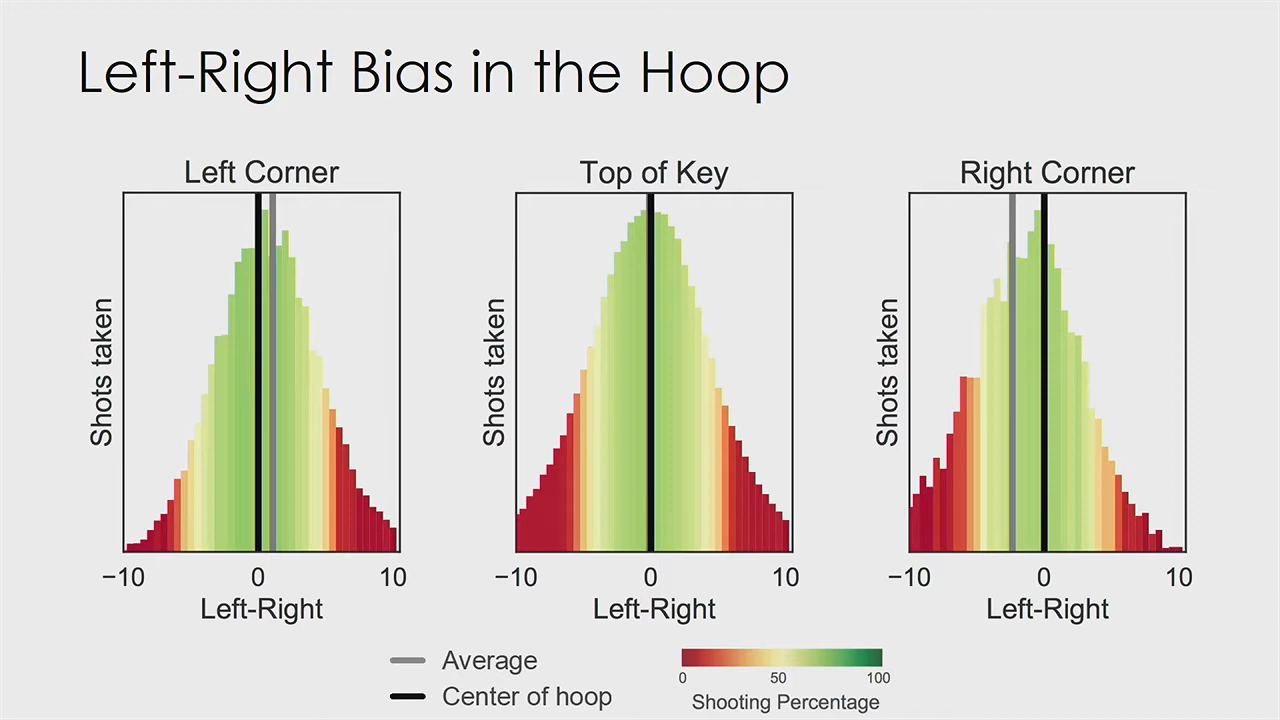 Left-Right Bias in the Hoop
Left Corner
Top of Key
Right Corner
Shots taken
Shots taken
Shots taken
−10 0 10
−10 0 10
−10 0 10
Left-Right
Left-Right
Left-Right
Average
Center of hoop
0 50 100
Shooting Percentage